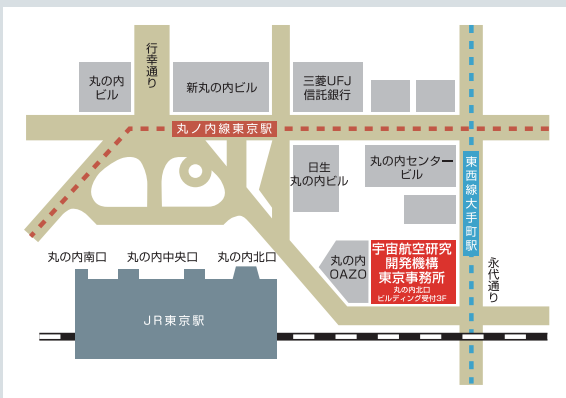 行幸通り
丸の内
ビル
新丸の内ビル
三菱UFJ
信託銀行
丸ノ内線東京駅
日生
丸の内ビル
丸の内センター
ビル
東西線大手町駅
丸の内南口
丸の内中央口
丸の内北口
丸の内
OAZO
宇宙航空研究
開発機構
東京事務所
丸の内北口
ビルディング受付3F
永代通り
JR東京駅